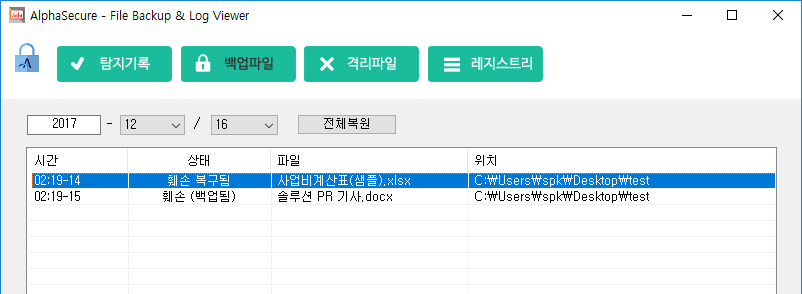 AlphaSecure - File Backup & Log Viewer
탐지기록 백업파일 격리파일 레지스트리
2017 - 12 / 16 전체복원
시간 상태 파일 위치
02:19-14 훼손 복구됨 사업비계산표(샘플).xlsx C:₩Users₩spk₩Desktop₩test
02:19-15 훼손 (백업됨) 솔루션 PR 기사.docx C:₩Users₩spk₩Desktop₩test